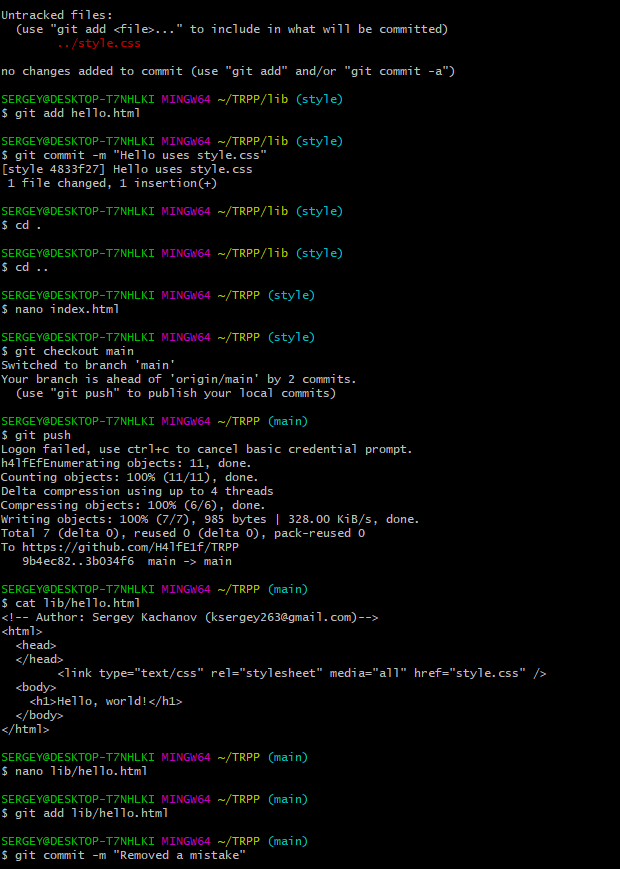 Untracked files:
  (use "git add <file>..." to include in what will be committed)
        ../style.css
no changes added to commit (use "git add" and/or "git commit -a")
SERGEY@DESKTOP-T7NHLKI MINGW64 ~/TRPP/lib (style)
$ git add hello.html
SERGEY@DESKTOP-T7NHLKI MINGW64 ~/TRPP/lib (style)
$ git commit -m "Hello uses style.css"
[style 4833f27] Hello uses style.css
 1 file changed, 1 insertion(+)
SERGEY@DESKTOP-T7NHLKI MINGW64 ~/TRPP/lib (style)
$ cd .
SERGEY@DESKTOP-T7NHLKI MINGW64 ~/TRPP/lib (style)
$ cd ..
SERGEY@DESKTOP-T7NHLKI MINGW64 ~/TRPP (style)
$ nano index.html
SERGEY@DESKTOP-T7NHLKI MINGW64 ~/TRPP (style)
$ git checkout main
Switched to branch 'main'
Your branch is ahead of 'origin/main' by 2 commits.
  (use "git push" to publish your local commits)
SERGEY@DESKTOP-T7NHLKI MINGW64 ~/TRPP (main)
$ git push
Logon failed, use ctrl+c to cancel basic credential prompt.
h4lfEfEnumerating objects: 11, done.
Counting objects: 100% (11/11), done.
Delta compression using up to 4 threads
Compressing objects: 100% (6/6), done.
Writing objects: 100% (7/7), 985 bytes | 328.00 KiB/s, done.
Total 7 (delta 0), reused 0 (delta 0), pack-reused 0
To https://github.com/H4lfE1f/TRPP
   9b4ec82..3b034f6  main -> main
SERGEY@DESKTOP-T7NHLKI MINGW64 ~/TRPP (main)
$ cat lib/hello.html
<!-- Author: Sergey Kachanov (ksergey263@gmail.com)-->
<html>
  <head>
  </head>
        <link type="text/css" rel="stylesheet" media="all" href="style.css" />
  <body>
    <h1>Hello, world!</h1>
  </body>
</html>
SERGEY@DESKTOP-T7NHLKI MINGW64 ~/TRPP (main)
$ nano lib/hello.html
SERGEY@DESKTOP-T7NHLKI MINGW64 ~/TRPP (main)
$ git add lib/hello.html
SERGEY@DESKTOP-T7NHLKI MINGW64 ~/TRPP (main)
$ git commit -m "Removed a mistake"